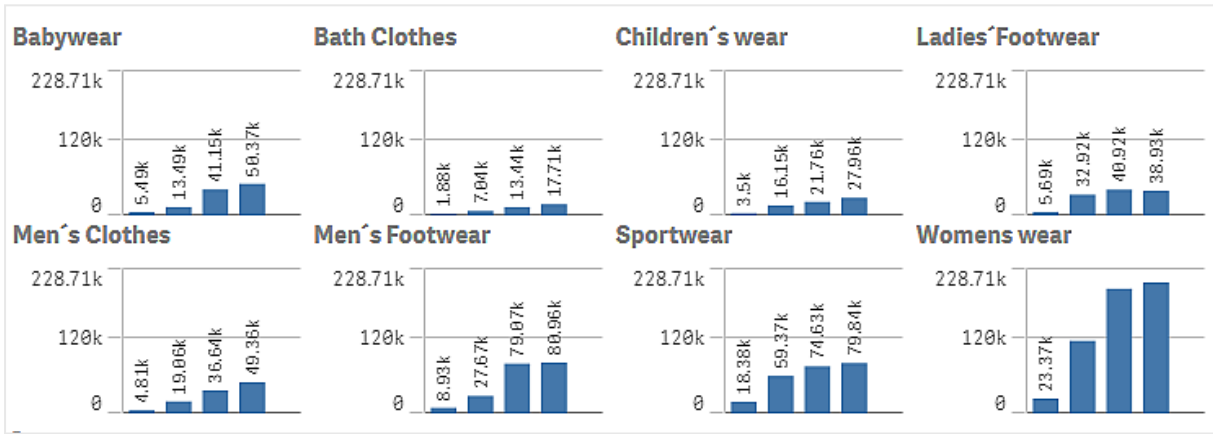 Babywear
228.71k
120k
0
5.49k
13.49k
41.15k
50.37k
Bath Clothes
228.71k
120k
0
1.88k
7.04k
13.44k
17.71k
Children´s wear
228.71k
120k
0
3.5k
16.15k
21.76k
27.96k
Ladies´Footwear
228.71k
120k
0
5.69k
32.92k
40.92k
38.93k
Men´s Clothes
228.71k
120k
0
4.81k
19.06k
36.64k
49.36k
Men´s Footwear
228.71k
120k
0
8.93k
27.67k
79.07k
80.96k
Sportwear
228.71k
120k
0
18.38k
59.37k
74.63k
79.84k
Womens wear
228.71k
120k
0
23.37k